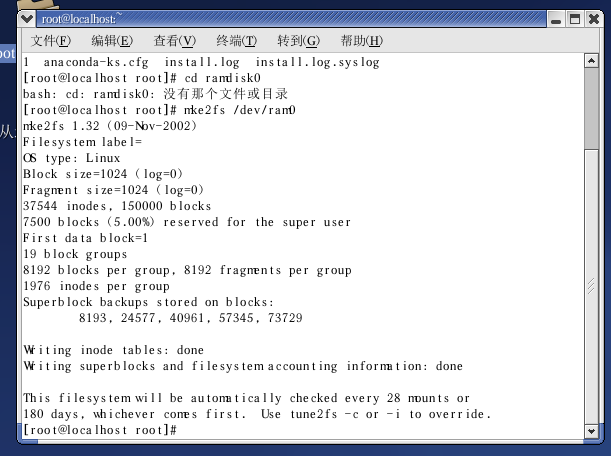 root@localhost:~
文件(F) 编辑(E) 查看(V) 终端(T) 转到(G) 帮助(H)
1 anaconda-ks.cfg install.log install.log.syslog
[root@localhost root]# cd ramdisk0
bash: cd: ramdisk0: 没有那个文件或目录
[root@localhost root]# mke2fs /dev/ram0
mke2fs 1.32 (09-Nov-2002)
Filesystem label=
OS type: Linux
Block size=1024 (log=0)
Fragment size=1024 (log=0)
37544 inodes, 150000 blocks
7500 blocks (5.00%) reserved for the super user
First data block=1
19 block groups
8192 blocks per group, 8192 fragments per group
1976 inodes per group
Superblock backups stored on blocks:
8193, 24577, 40961, 57345, 73729
Writing inode tables: done
Writing superblocks and filesystem accounting information: done
This filesystem will be automatically checked every 28 mounts or
180 days, whichever comes first. Use tune2fs -c or -i to override.
[root@localhost root]#
oot
从